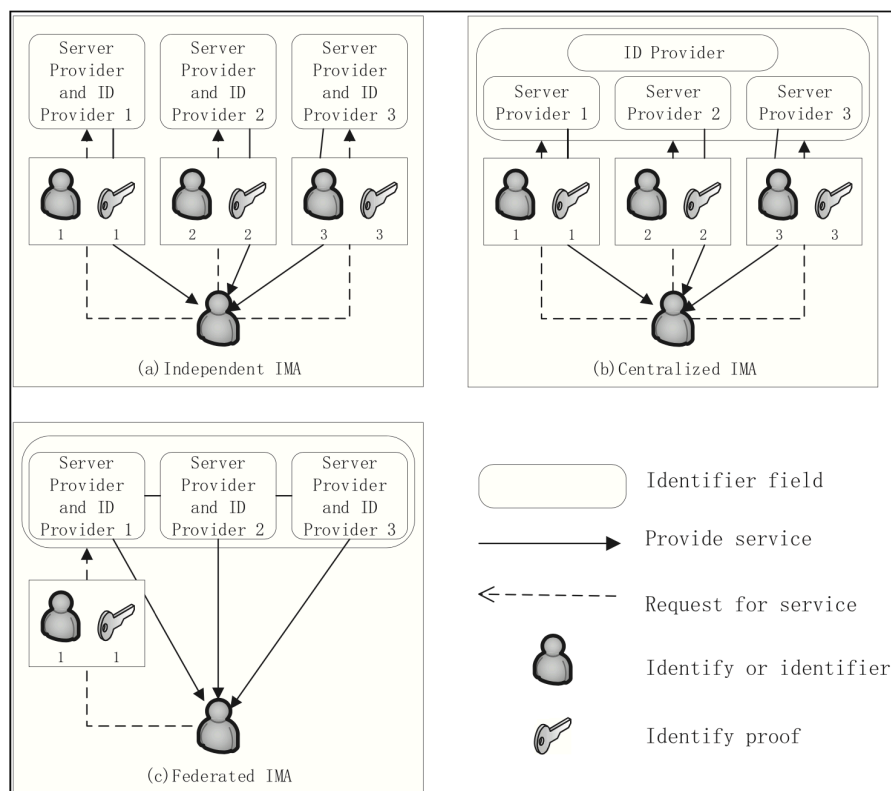 Server
Provider
and ID
Provider 1
Server
Provider
and ID
Provider 2
Server
Provider
and ID
Provider 3
1
1
2
2
3
3
(a)Independent IMA
ID Provider
Server
Provider 1
Server
Provider 2
Server
Provider 3
1
1
2
2
3
3
(b)Centralized IMA
Server
Provider
and ID
Provider 1
Server
Provider
and ID
Provider 2
Server
Provider
and ID
Provider 3
1
1
(c)Federated IMA
Identifier field
Provide service
Request for service
Identify or identifier
Identify proof